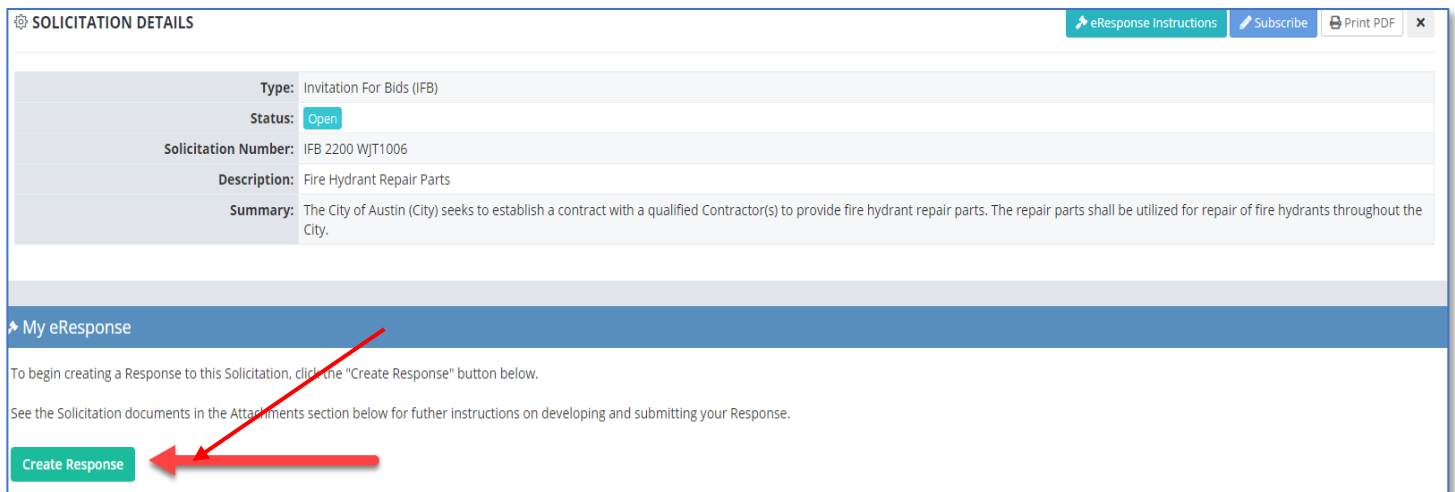 SOLICITATION DETAILS
eResponse Instructions
Subscribe
Print PDF
x
Type: Invitation For Bids (IFB)
Status: Open
Solicitation Number: IFB 2200 WJT1006
Description: Fire Hydrant Repair Parts
Summary: The City of Austin (City) seeks to establish a contract with a qualified Contractor(s) to provide fire hydrant repair parts. The repair parts shall be utilized for repair of fire hydrants throughout the
City.
My eResponse
To begin creating a Response to this Solicitation, click the "Create Response" button below.
See the Solicitation documents in the Attachments section below for futher instructions on developing and submitting your Response.
Create Response